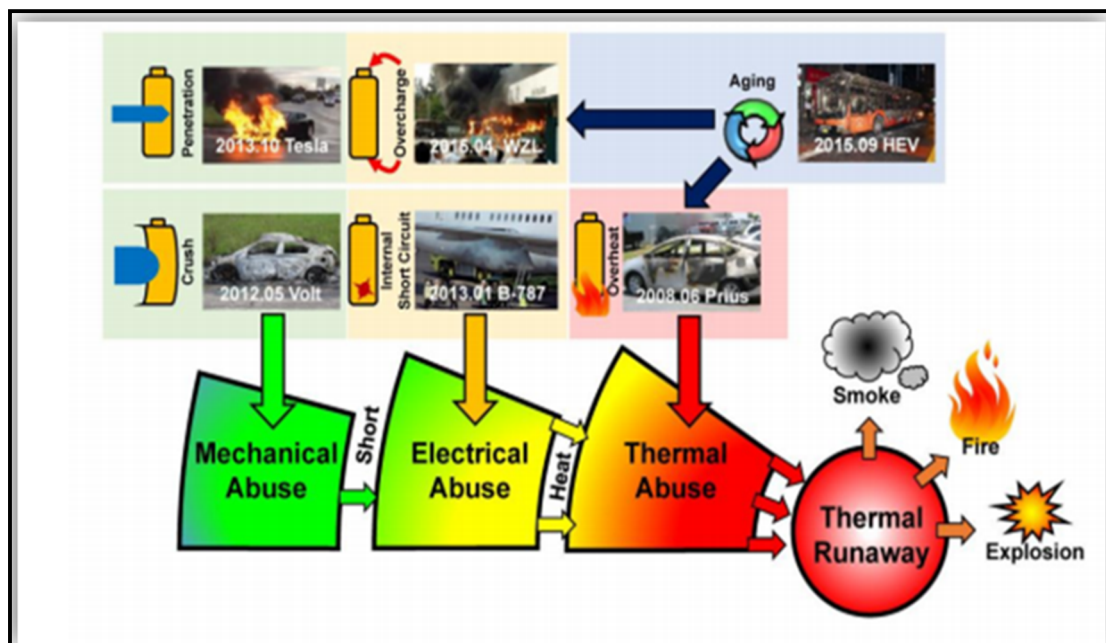 Penetration
2013.10 Tesla
Overcharge
2015.04, WZL
Aging
2015.09 HEV
Crush
2012.05 Volt
Internal
Short Circuit
2013.01 B-787
Overheat
2008.06 Prius
Mechanical
Abuse
Short
Electrical
Abuse
Heat
Thermal
Abuse
Smoke
Fire
Thermal
Runaway
Explosion